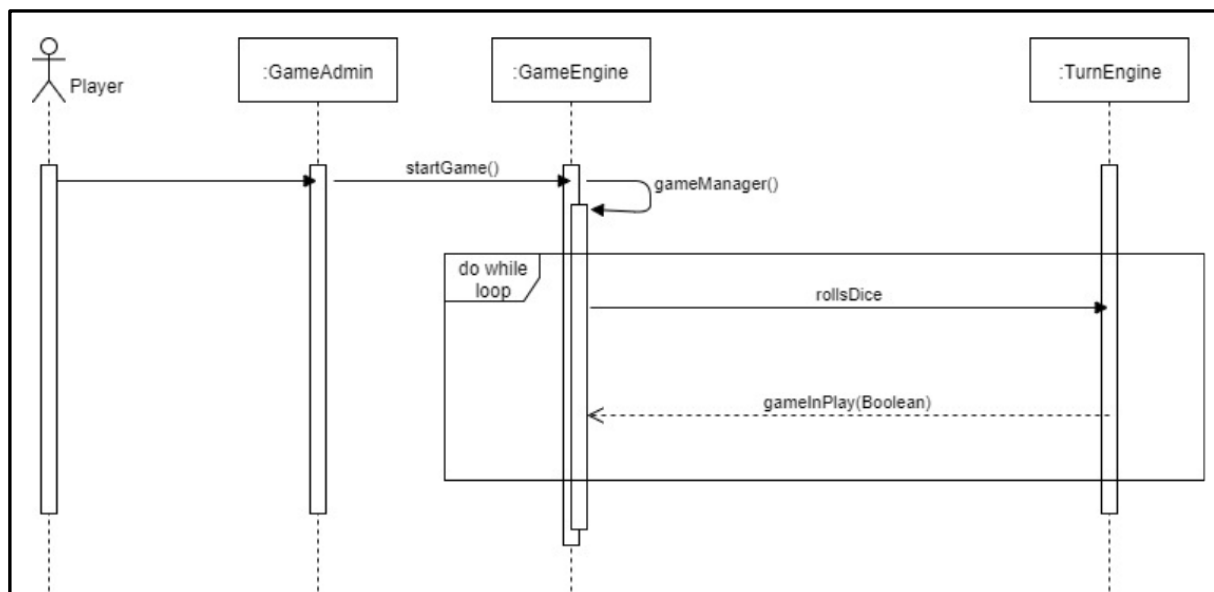 Player
:GameAdmin
:GameEngine
:TurnEngine
startGame()
gameManager()
do while
loop
rollsDice
gameInPlay(Boolean)